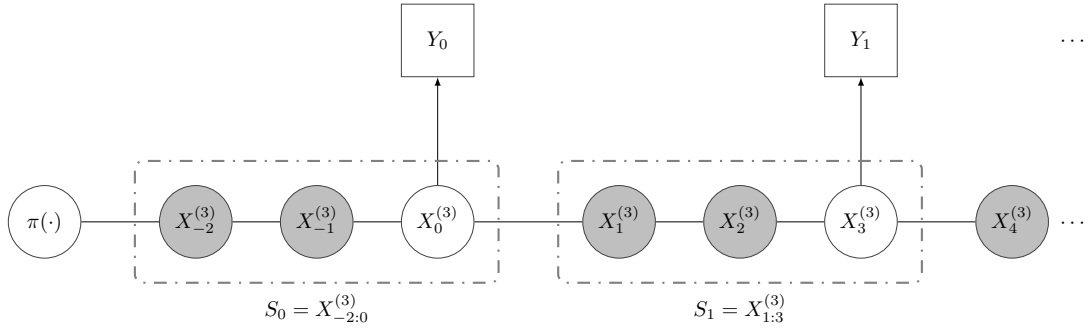 Y_0 Y_1 ⋯
π(·) X_{-2}^{(3)} X_{-1}^{(3)} X_0^{(3)} X_1^{(3)} X_2^{(3)} X_3^{(3)} X_4^{(3)} ⋯
S_0 = X_{-2:0}^{(3)} S_1 = X_{1:3}^{(3)}